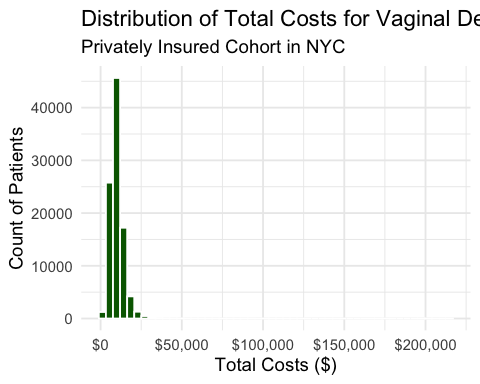 Distribution of Total Costs for Vaginal De
Privately Insured Cohort in NYC
Count of Patients
40000
30000
20000
10000
0
$0 $50,000 $100,000 $150,000 $200,000
Total Costs ($)